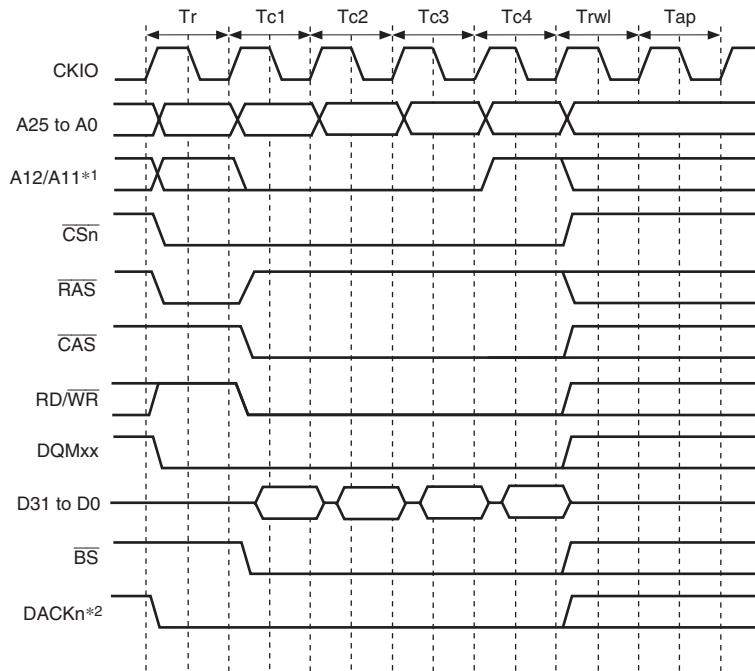 Tr Tc1 Tc2 Tc3 Tc4 Trwl Tap
CKIO
A25 to A0
A12/A11*1
CSn
RAS
CAS
RD/WR
DQMxx
D31 to D0
BS
DACKn*2